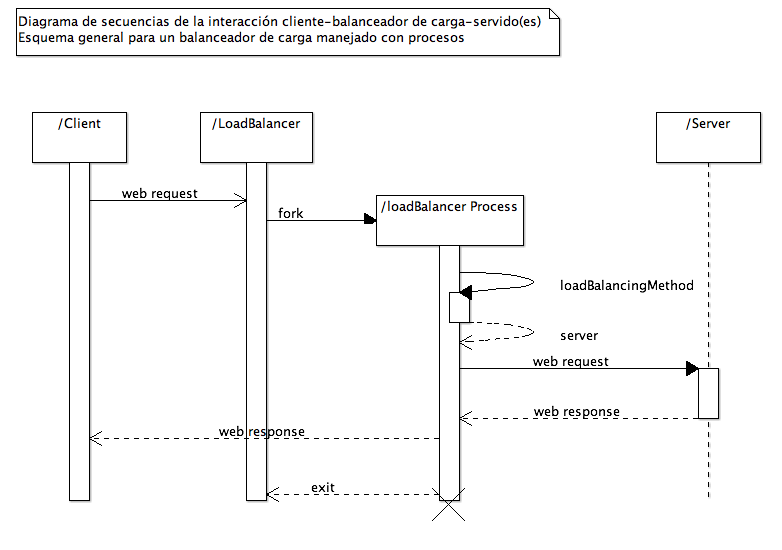 Diagrama de secuencias de la interacción cliente-balanceador de carga-servido(es)
Esquema general para un balanceador de carga manejado con procesos
/Client
/LoadBalancer
/Server
web request
/loadBalancer Process
fork
loadBalancingMethod
server
web request
web response
web response
exit